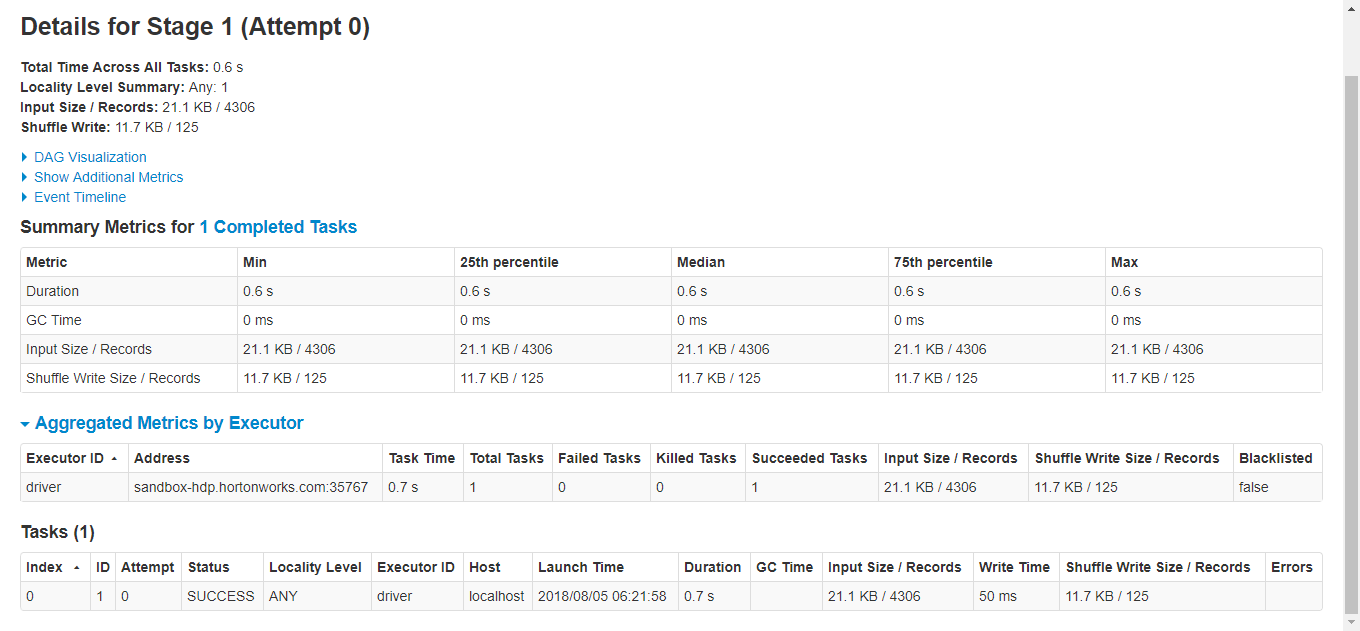 Details for Stage 1 (Attempt 0)
Total Time Across All Tasks: 0.6 s
Locality Level Summary: Any: 1
Input Size / Records: 21.1 KB / 4306
Shuffle Write: 11.7 KB / 125
DAG Visualization
Show Additional Metrics
Event Timeline
Summary Metrics for 1 Completed Tasks
Metric Min 25th percentile Median 75th percentile Max
Duration 0.6 s 0.6 s 0.6 s 0.6 s 0.6 s
GC Time 0 ms 0 ms 0 ms 0 ms 0 ms
Input Size / Records 21.1 KB / 4306 21.1 KB / 4306 21.1 KB / 4306 21.1 KB / 4306 21.1 KB / 4306
Shuffle Write Size / Records 11.7 KB / 125 11.7 KB / 125 11.7 KB / 125 11.7 KB / 125 11.7 KB / 125
Aggregated Metrics by Executor
Executor ID Address Task Time Total Tasks Failed Tasks Killed Tasks Succeeded Tasks Input Size / Records Shuffle Write Size / Records Blacklisted
driver sandbox-hdp.hortonworks.com:35767 0.7 s 1 0 0 1 21.1 KB / 4306 11.7 KB / 125 false
Tasks (1)
Index ID Attempt Status Locality Level Executor ID Host Launch Time Duration GC Time Input Size / Records Write Time Shuffle Write Size / Records Errors
0 1 0 SUCCESS ANY driver localhost 2018/08/05 06:21:58 0.7 s 21.1 KB / 4306 50 ms 11.7 KB / 125